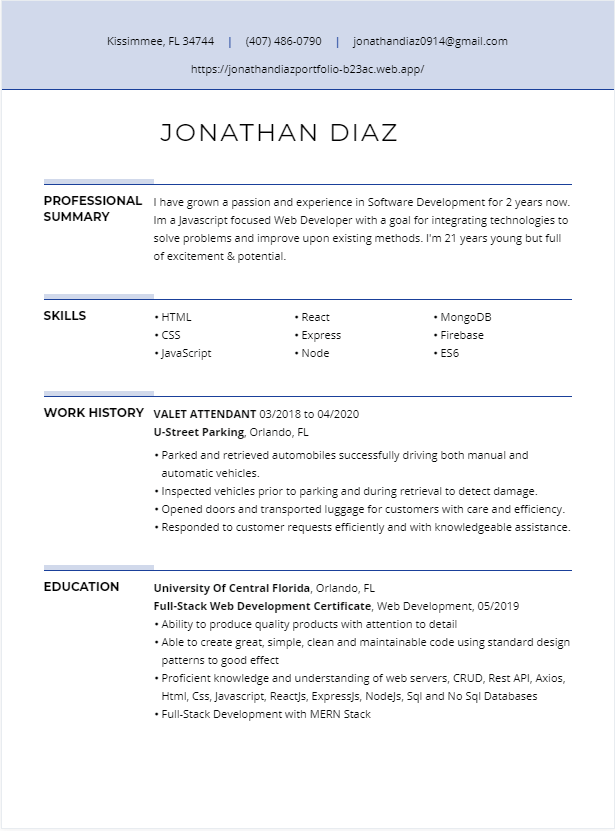 Kissimmee, FL 34744 | (407) 486-0790 | jonathandiaz0914@gmail.com
https://jonathandiazportfolio-b23ac.web.app/
JONATHAN DIAZ
PROFESSIONAL SUMMARY
I have grown a passion and experience in Software Development for 2 years now.
Im a Javascript focused Web Developer with a goal for integrating technologies to
solve problems and improve upon existing methods. I'm 21 years young but full
of excitement & potential.
SKILLS
• HTML
• CSS
• JavaScript
• React
• Express
• Node
• MongoDB
• Firebase
• ES6
WORK HISTORY
VALET ATTENDANT 03/2018 to 04/2020
U-Street Parking, Orlando, FL
• Parked and retrieved automobiles successfully driving both manual and
automatic vehicles.
• Inspected vehicles prior to parking and during retrieval to detect damage.
• Opened doors and transported luggage for customers with care and efficiency.
• Responded to customer requests efficiently and with knowledgeable assistance.
EDUCATION
University Of Central Florida, Orlando, FL
Full-Stack Web Development Certificate, Web Development, 05/2019
• Ability to produce quality products with attention to detail
• Able to create great, simple, clean and maintainable code using standard design
patterns to good effect
• Proficient knowledge and understanding of web servers, CRUD, Rest API, Axios,
Html, Css, Javascript, ReactJs, ExpressJs, NodeJs, Sql and No Sql Databases
• Full-Stack Development with MERN Stack